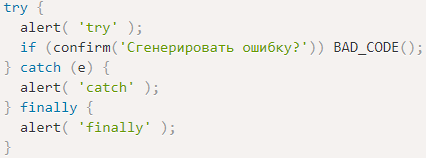 try {
  alert( 'try' );
  if (confirm('Сгенерировать ошибку?')) BAD_CODE();
} catch (e) {
  alert( 'catch' );
} finally {
  alert( 'finally' );
}